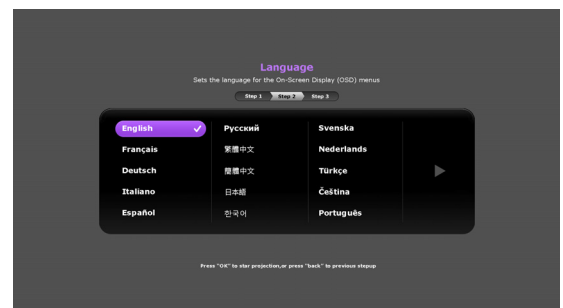 Language
Sets the language for the On-Screen Display (OSD) menus
Step 1 Step 2 Step 3
English
Français
Deutsch
Italiano
Español
Русский
繁體中文
簡體中文
日本語
한국어
Svenska
Nederlands
Türkçe
Čeština
Português
Press "OK" to star projection,or press "back" to previous stepup